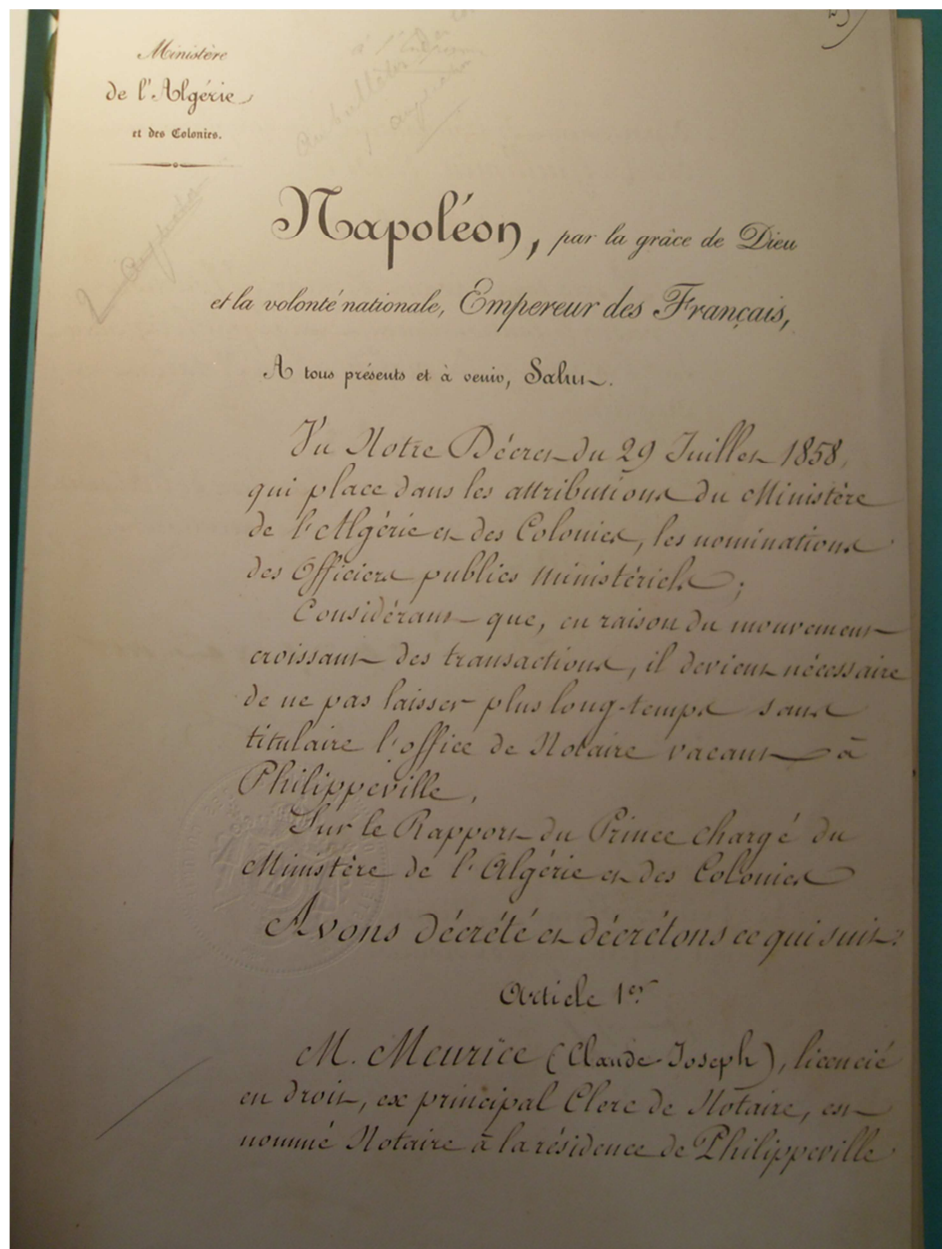 Ministère
de l'Algérie
et des Colonies.
Napoléon, par la grâce de Dieu
et la volonté nationale, Empereur des Français,
A tous présents et à venir, Salut.
Vu Notre Décret du 29 Juillet 1858,
qui place dans les attributions du Ministère
de l'Algérie et des Colonies, les nominations
des Officiers publics ministériels ;
Considérant que, en raison du mouvement
croissant des transactions, il devient nécessaire
de ne pas laisser plus long-temps sans
titulaire l'office de Notaire vacant à
Philippeville,
Sur le Rapport du Prince chargé du
Ministère de l'Algérie et des Colonies
Avons décrété et décrétons ce qui suit :
Article 1er
M. Meurice (Claude Joseph), licencié
en droit, ex principal Clerc de Notaire, est
nommé Notaire à la résidence de Philippeville